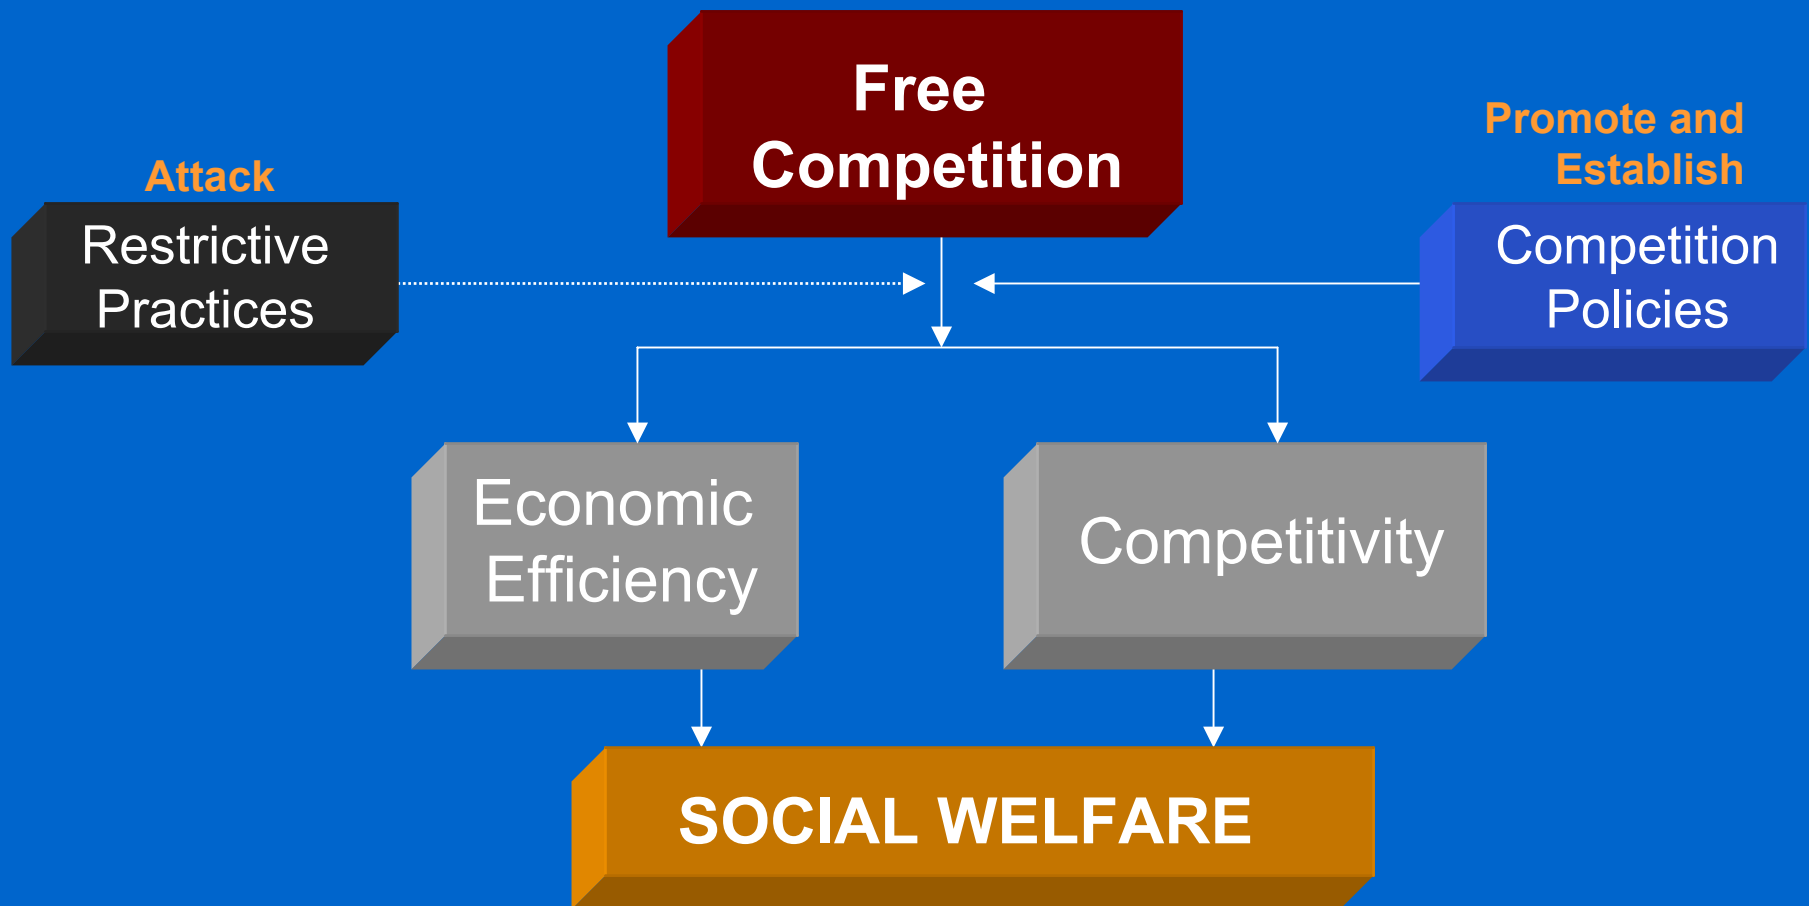 Free
Competition
Attack
Restrictive
Practices
Promote and
Establish
Competition
Policies
Economic
Efficiency
Competitivity
SOCIAL WELFARE